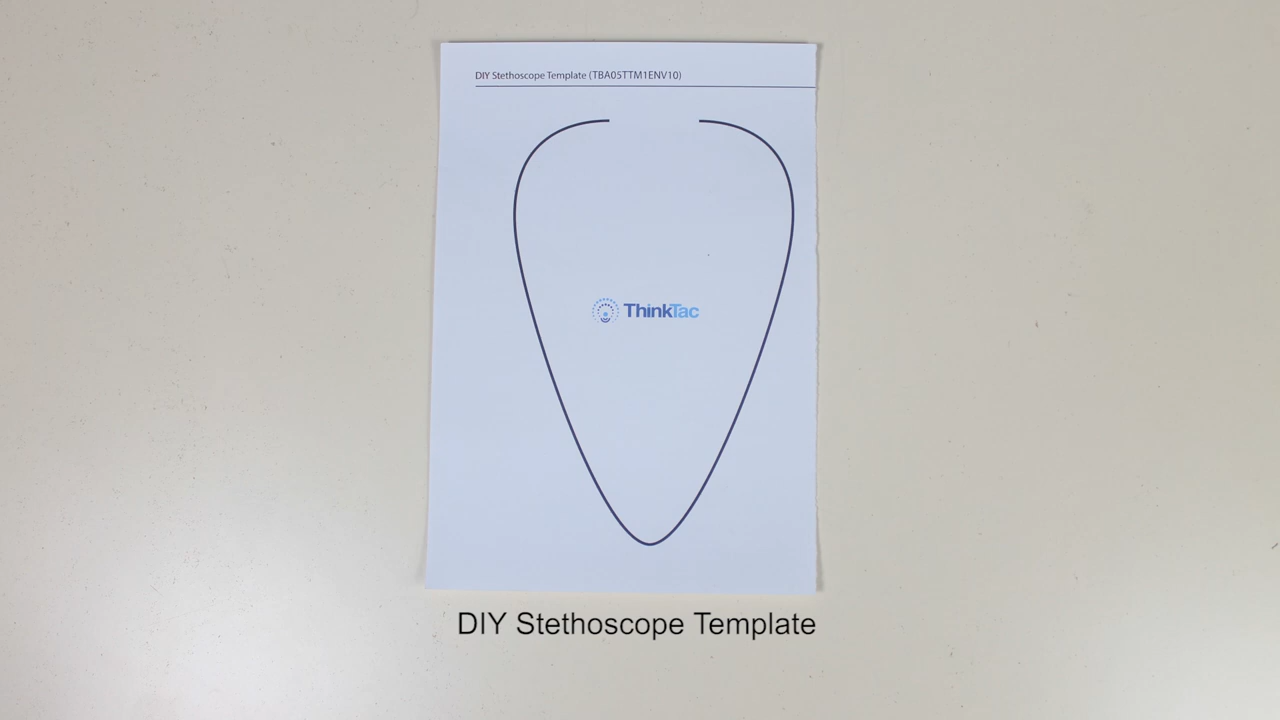 DIY Stethoscope Template (TBA05TTM1ENV10)
ThinkTac
DIY Stethoscope Template